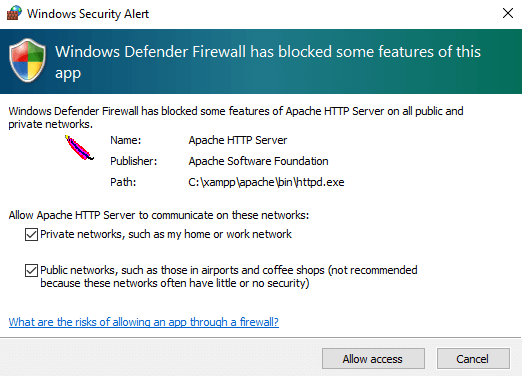 Windows Security Alert
Windows Defender Firewall has blocked some features of this
app
Windows Defender Firewall has blocked some features of Apache HTTP Server on all public and
private networks.
Name: Apache HTTP Server
Publisher: Apache Software Foundation
Path: C:\xampp\apache\bin\httpd.exe
Allow Apache HTTP Server to communicate on these networks:
Private networks, such as my home or work network
Public networks, such as those in airports and coffee shops (not recommended
because these networks often have little or no security)
What are the risks of allowing an app through a firewall?
Allow access Cancel